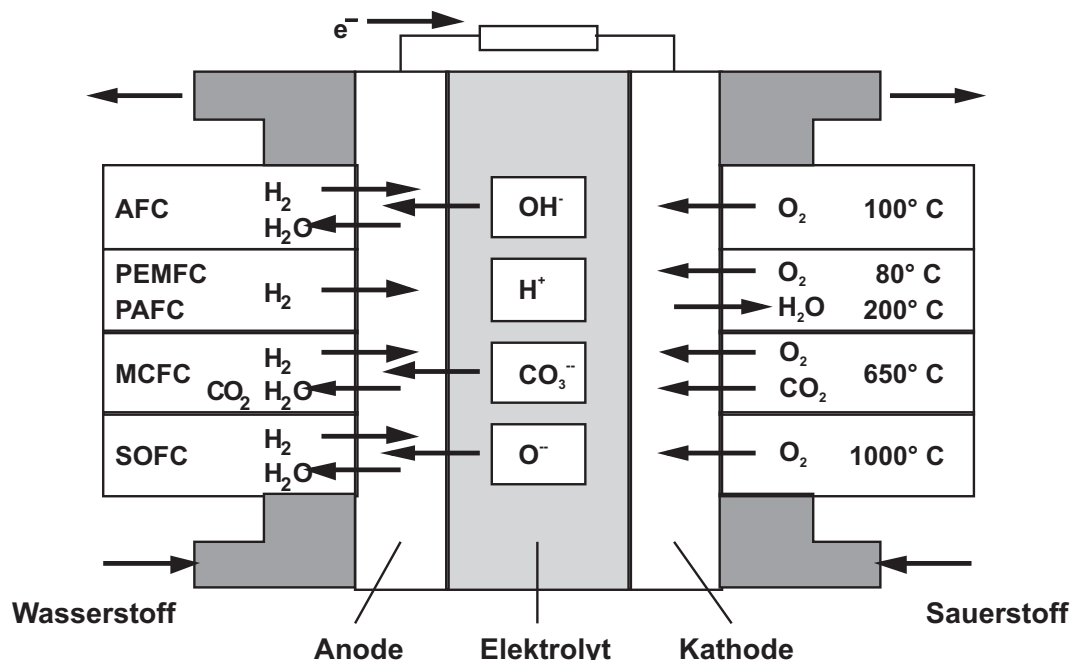 e⁻
AFC H₂ OH⁻ O₂ 100° C
H₂O
PEMFC O₂ 80° C
H₂ H⁺
PAFC H₂O 200° C
H₂ O₂
MCFC CO₃⁻⁻ 650° C
CO₂ H₂O CO₂
H₂
SOFC O⁻⁻ O₂ 1000° C
H₂O
Wasserstoff Sauerstoff
Anode Elektrolyt Kathode